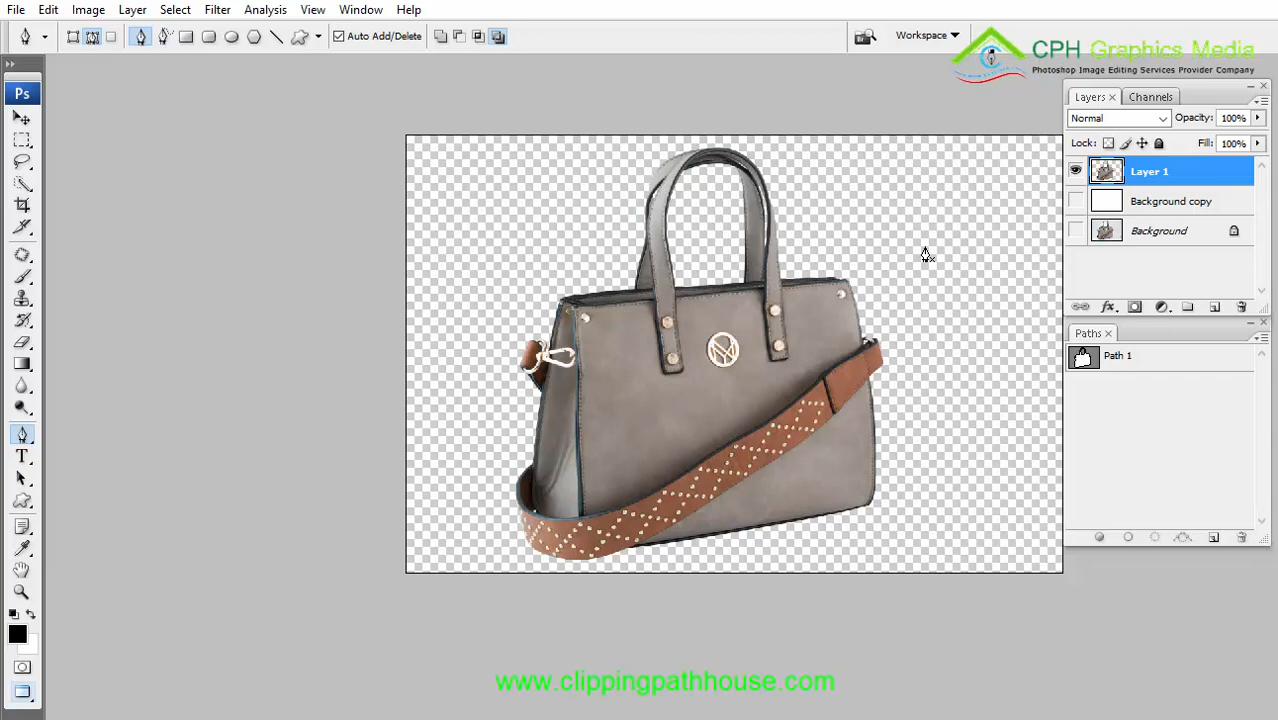 File Edit Image Layer Select Filter Analysis View Window Help
Auto Add/Delete
Workspace
CPH Graphics Media
Photoshop Image Editing Services Provider Company
Ps
Layers × Channels
Normal Opacity: 100%
Lock: Fill: 100%
Layer 1
Background copy
Background
Paths ×
Path 1
T
www.clippingpathhouse.com